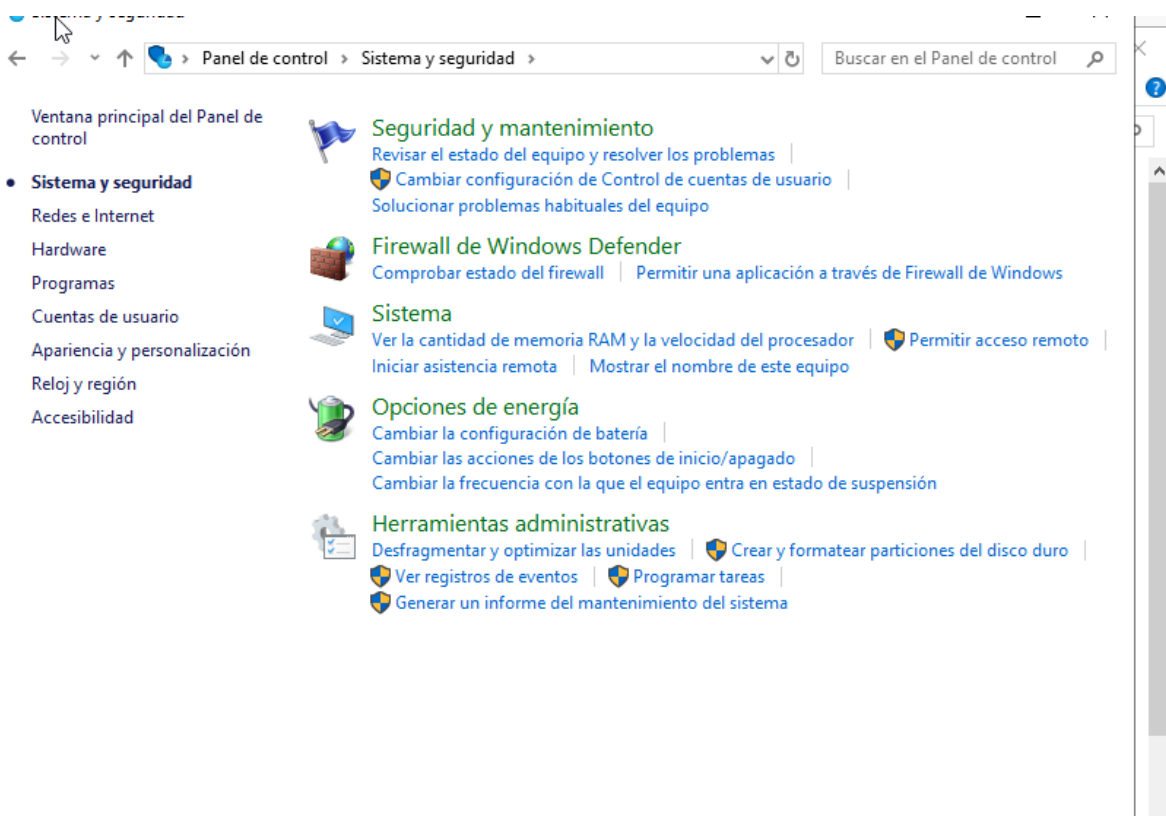 Panel de control > Sistema y seguridad >
Buscar en el Panel de control
Ventana principal del Panel de
control
Sistema y seguridad
Redes e Internet
Hardware
Programas
Cuentas de usuario
Apariencia y personalización
Reloj y región
Accesibilidad
Seguridad y mantenimiento
Revisar el estado del equipo y resolver los problemas
Cambiar configuración de Control de cuentas de usuario
Solucionar problemas habituales del equipo
Firewall de Windows Defender
Comprobar estado del firewall
Permitir una aplicación a través de Firewall de Windows
Sistema
Ver la cantidad de memoria RAM y la velocidad del procesador
Permitir acceso remoto
Iniciar asistencia remota
Mostrar el nombre de este equipo
Opciones de energía
Cambiar la configuración de batería
Cambiar las acciones de los botones de inicio/apagado
Cambiar la frecuencia con la que el equipo entra en estado de suspensión
Herramientas administrativas
Desfragmentar y optimizar las unidades
Crear y formatear particiones del disco duro
Ver registros de eventos
Programar tareas
Generar un informe del mantenimiento del sistema